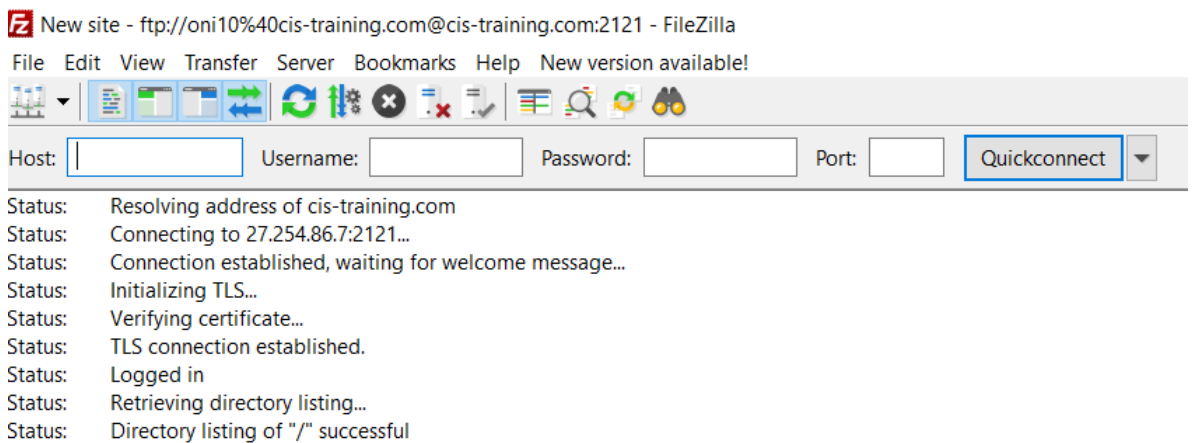 New site - ftp://oni10%40cis-training.com@cis-training.com:2121 - FileZilla
File Edit View Transfer Server Bookmarks Help New version available!
Host: Username: Password: Port: Quickconnect
Status: Resolving address of cis-training.com
Status: Connecting to 27.254.86.7:2121...
Status: Connection established, waiting for welcome message...
Status: Initializing TLS...
Status: Verifying certificate...
Status: TLS connection established.
Status: Logged in
Status: Retrieving directory listing...
Status: Directory listing of "/" successful